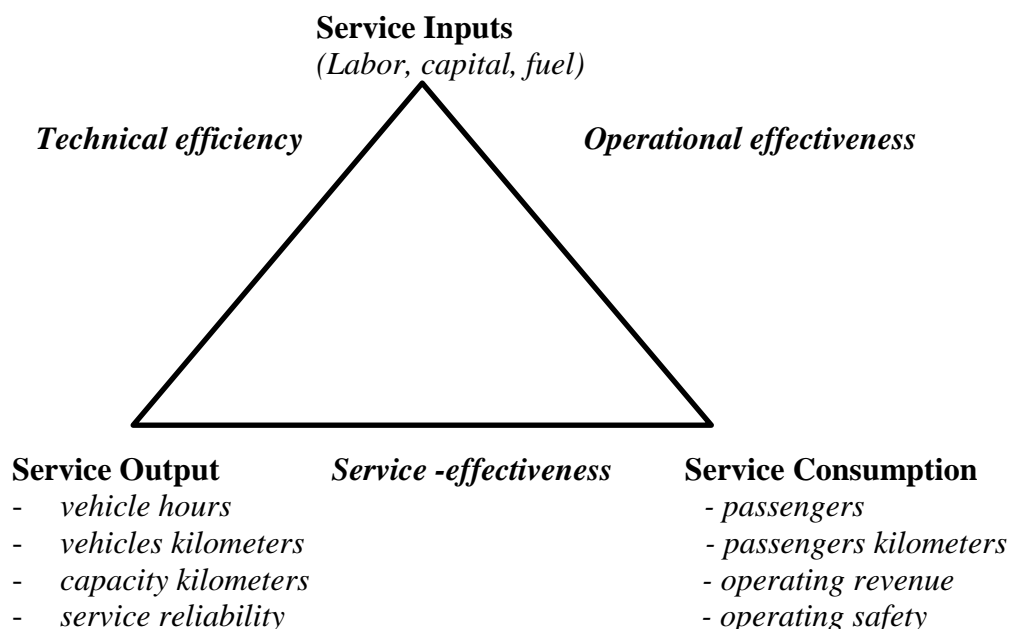 Service Inputs
(Labor, capital, fuel)
Technical efficiency
Operational effectiveness
Service Output
Service -effectiveness
Service Consumption
- vehicle hours
- vehicles kilometers
- capacity kilometers
- service reliability
- passengers
- passengers kilometers
- operating revenue
- operating safety